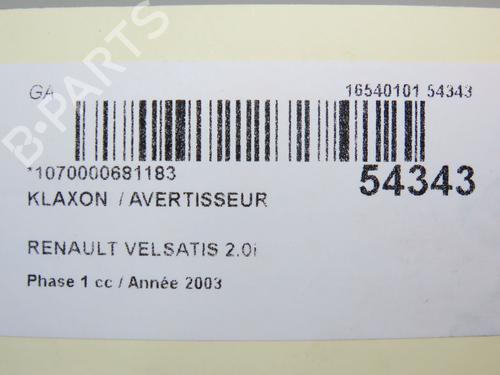 GA 16540101 54343
*1070000681183 54343
KLAXON / AVERTISSEUR
RENAULT VELSATIS 2.0i
Phase 1 cc / Année 2003
B-PARTS